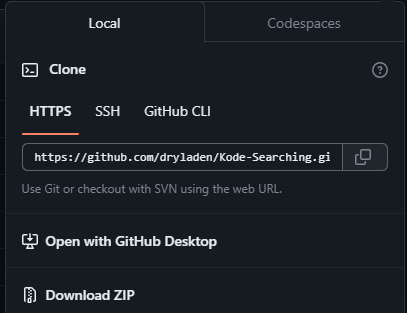 Local Codespaces
Clone
HTTPS SSH GitHub CLI
https://github.com/dryladen/Kode-Searching.gi
Use Git or checkout with SVN using the web URL.
Open with GitHub Desktop
Download ZIP